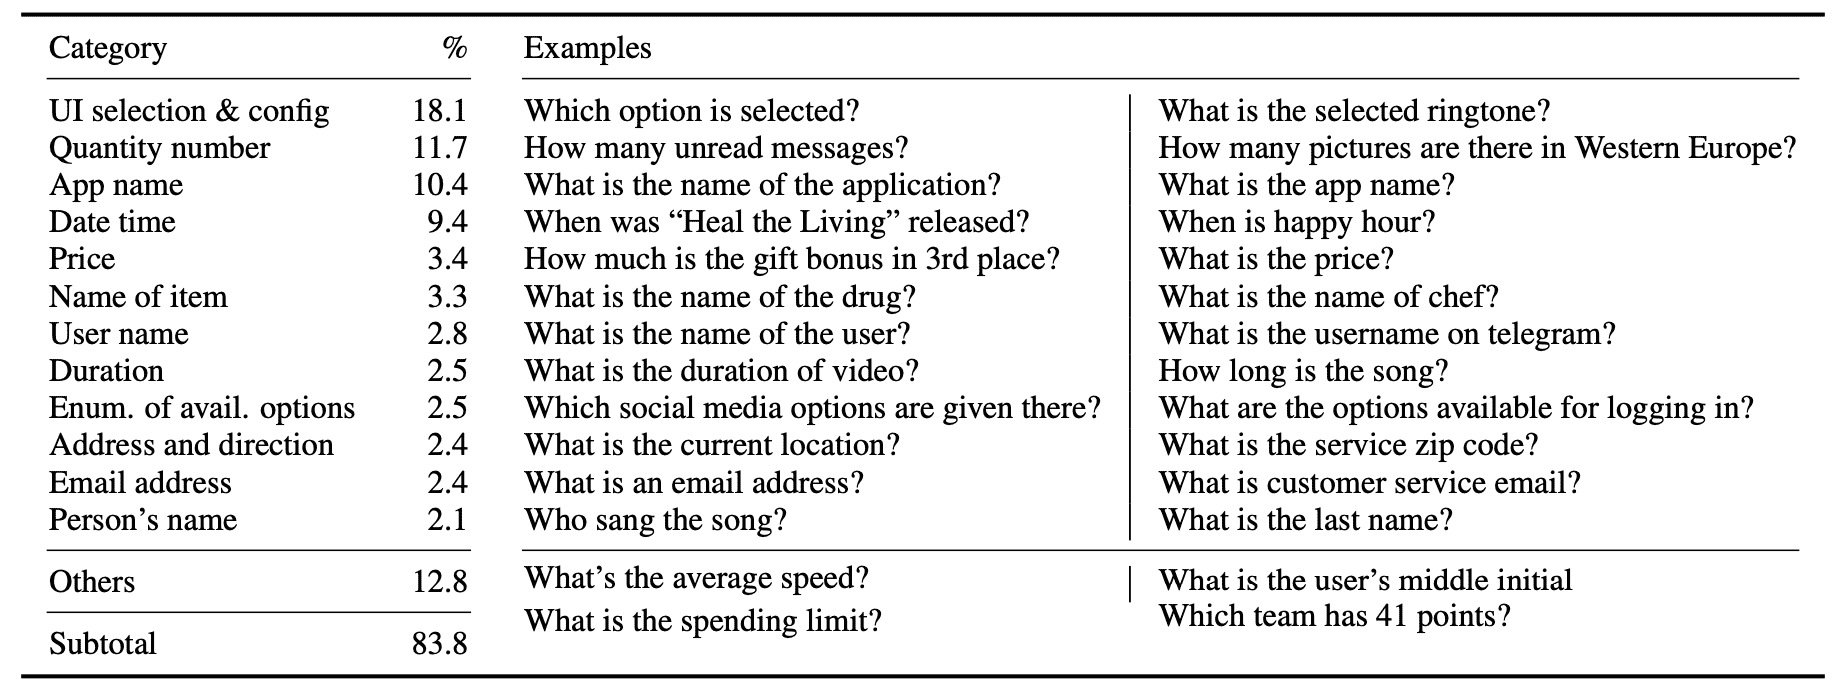 Category % Examples
UI selection & config 18.1 Which option is selected? What is the selected ringtone?
Quantity number 11.7 How many unread messages? How many pictures are there in Western Europe?
App name 10.4 What is the name of the application? What is the app name?
Date time 9.4 When was “Heal the Living” released? When is happy hour?
Price 3.4 How much is the gift bonus in 3rd place? What is the price?
Name of item 3.3 What is the name of the drug? What is the name of chef?
User name 2.8 What is the name of the user? What is the username on telegram?
Duration 2.5 What is the duration of video? How long is the song?
Enum. of avail. options 2.5 Which social media options are given there? What are the options available for logging in?
Address and direction 2.4 What is the current location? What is the service zip code?
Email address 2.4 What is an email address? What is customer service email?
Person’s name 2.1 Who sang the song? What is the last name?
Others 12.8 What’s the average speed? What is the user’s middle initial
What is the spending limit? Which team has 41 points?
Subtotal 83.8